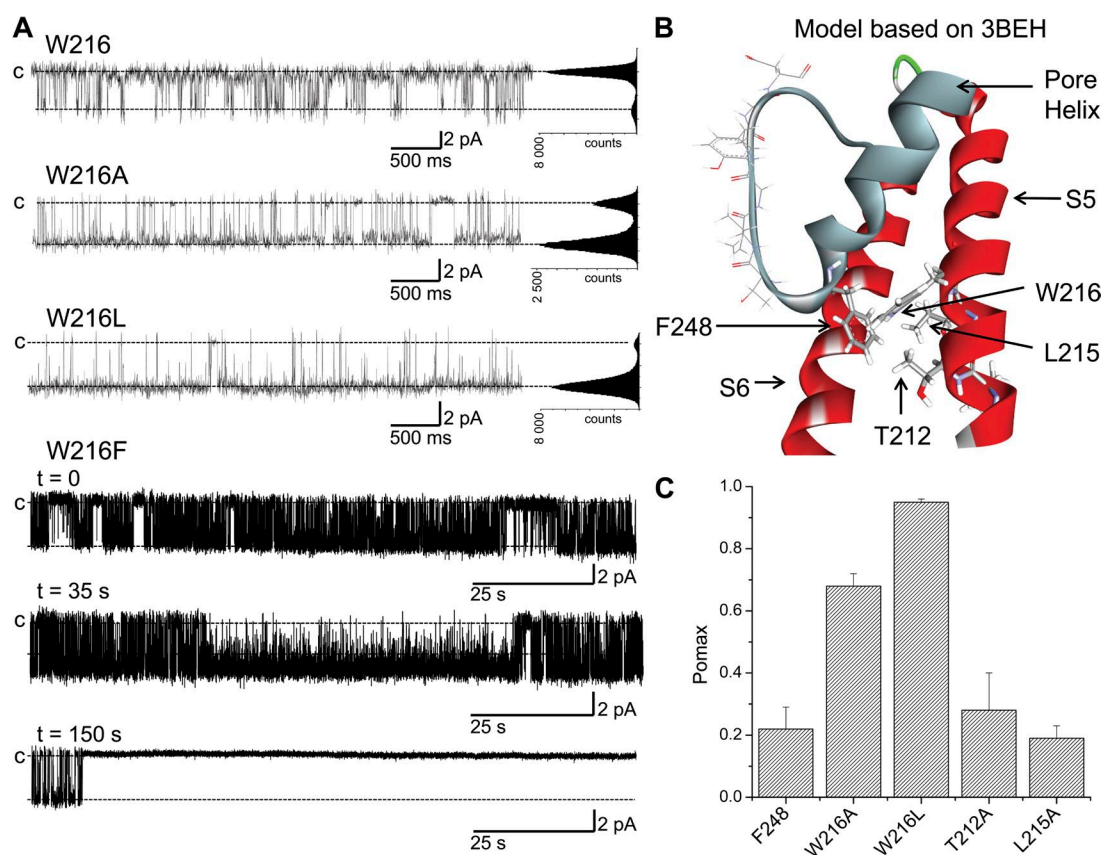 A
W216
C
2 pA
500 ms
8 000
counts
W216A
C
2 pA
500 ms
2 500
counts
W216L
C
2 pA
500 ms
8 000
counts
W216F
t = 0
C
2 pA
25 s
t = 35 s
C
2 pA
25 s
t = 150 s
C
2 pA
25 s
B
Model based on 3BEH
Pore
Helix
S5
W216
F248
L215
S6
T212
C
Pomax
1.0
0.8
0.6
0.4
0.2
0.0
F248
W216A
W216L
T212A
L215A